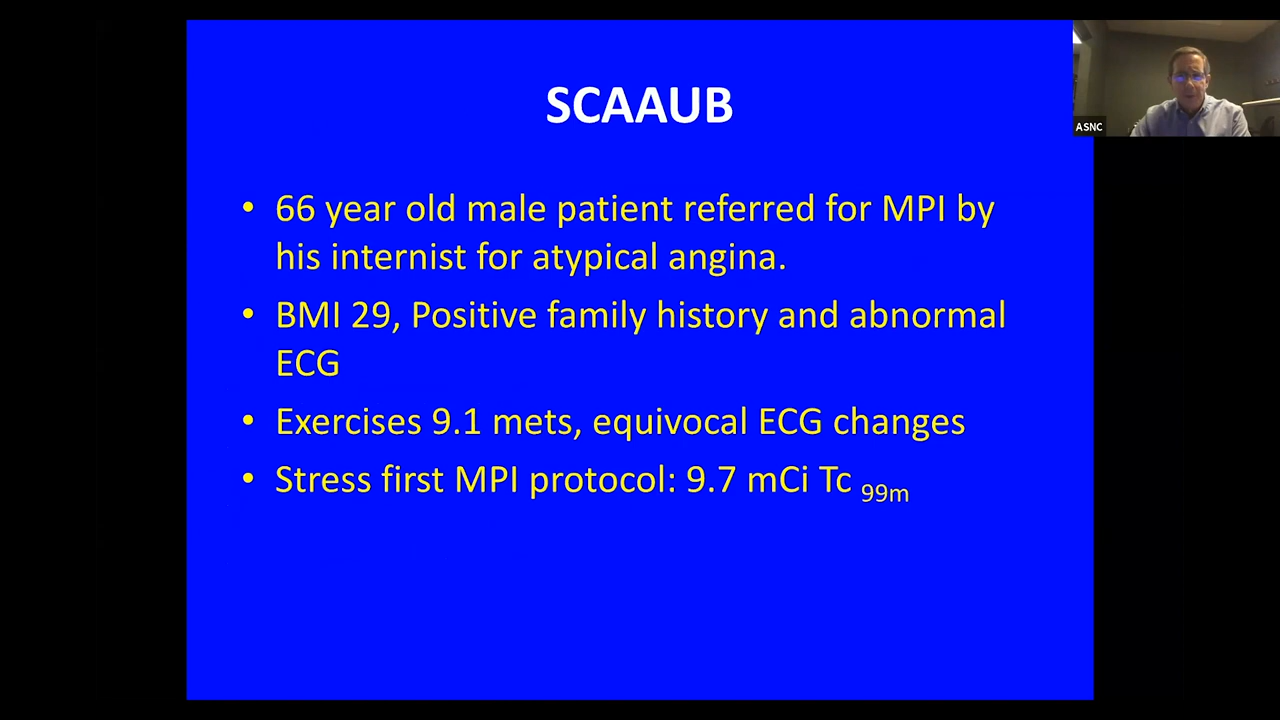 SCAAUB
ASNC
• 66 year old male patient referred for MPI by
his internist for atypical angina.
• BMI 29, Positive family history and abnormal
ECG
• Exercises 9.1 mets, equivocal ECG changes
• Stress first MPI protocol: 9.7 mCi Tc 99m